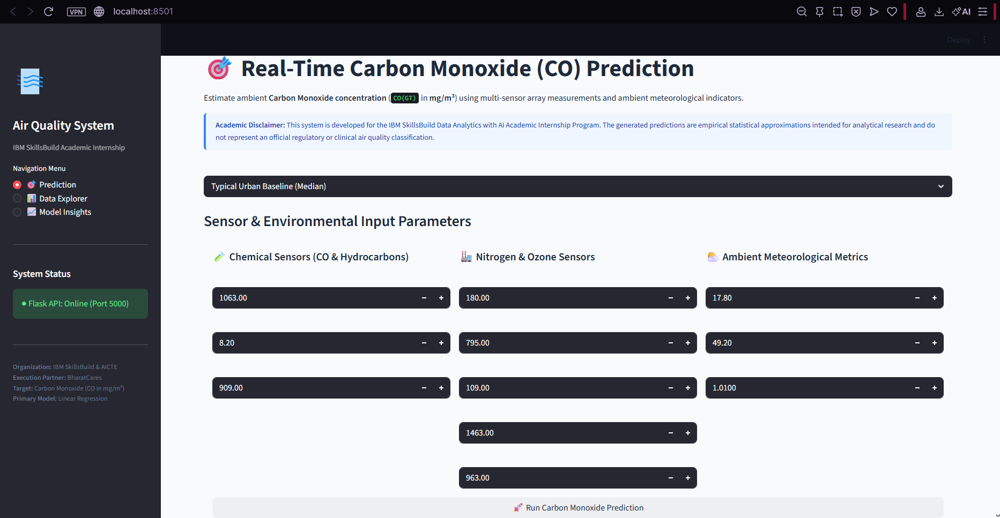 VPN
localhost:8501
AI
Deploy
Air Quality System
IBM SkillsBuild Academic Internship
Navigation Menu
Prediction
Data Explorer
Model Insights
System Status
Flask API: Online (Port 5000)
Organization: IBM SkillsBuild & AICTE
Execution Partner: BharatCares
Target: Carbon Monoxide (CO in mg/m³)
Primary Model: Linear Regression
Real-Time Carbon Monoxide (CO) Prediction
Estimate ambient Carbon Monoxide concentration (CO(GT) in mg/m³) using multi-sensor array measurements and ambient meteorological indicators.
Academic Disclaimer: This system is developed for the IBM SkillsBuild Data Analytics with AI Academic Internship Program. The generated predictions are empirical statistical approximations intended for analytical research and do
not represent an official regulatory or clinical air quality classification.
Typical Urban Baseline (Median)
Sensor & Environmental Input Parameters
Chemical Sensors (CO & Hydrocarbons)
1063.00
8.20
909.00
Nitrogen & Ozone Sensors
180.00
795.00
109.00
1463.00
963.00
Ambient Meteorological Metrics
17.80
49.20
1.0100
Run Carbon Monoxide Prediction